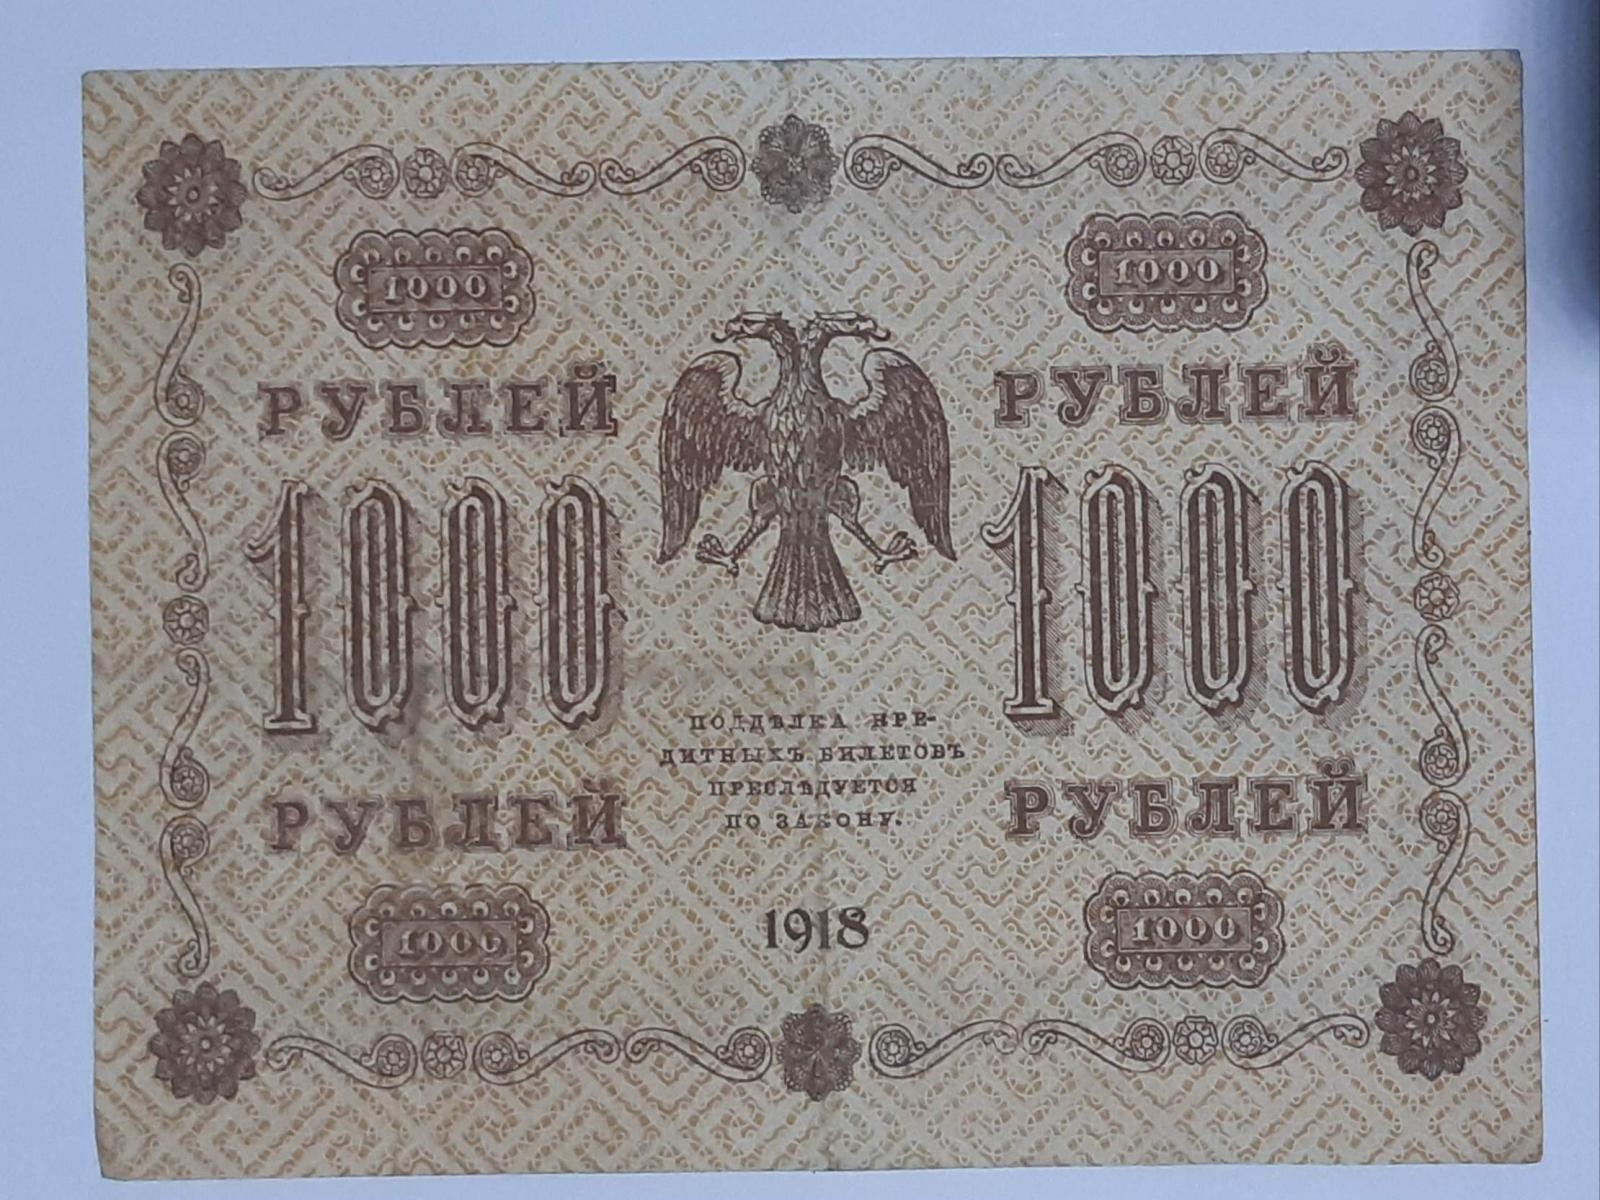 1000
1000
РУБЛЕЙ
РУБЛЕЙ
1000
1000
ПОДДѢЛКА КРЕ-
ДИТНЫХЪ БИЛЕТОВЪ
ПРЕСЛѢДУЕТСЯ
ПО ЗАКОНУ.
РУБЛЕЙ
РУБЛЕЙ
1000
1918
1000